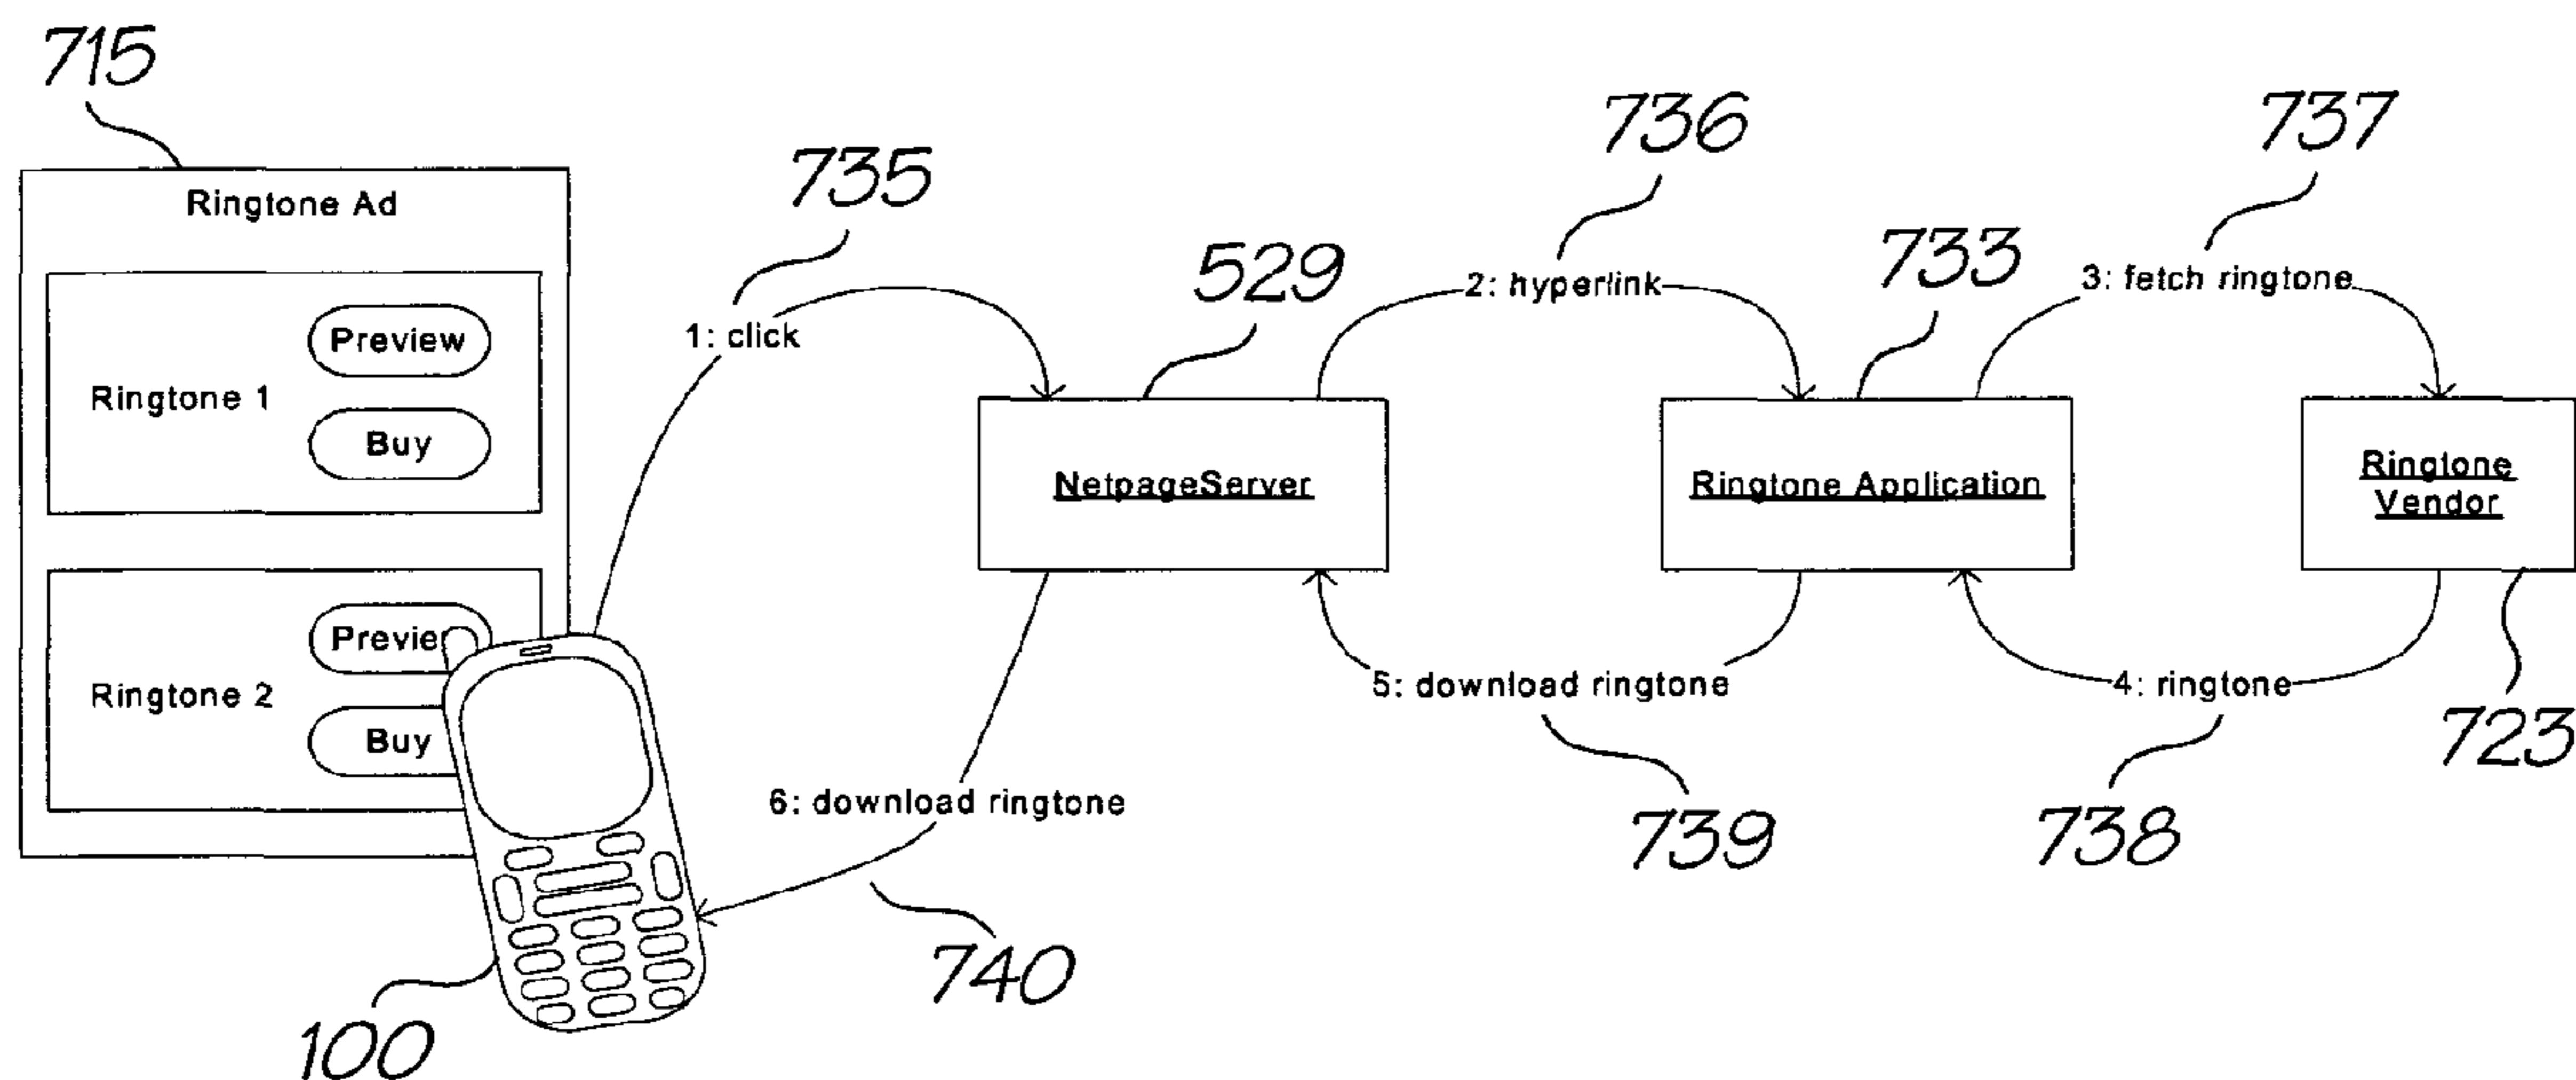 715
Ringtone Ad
Ringtone 1
Preview
Buy
Ringtone 2
Previe
Buy
100
735
1: click
529
NetpageServer
736
2: hyperlink
733
Ringtone Application
737
3: fetch ringtone
Ringtone
Vendor
723
4: ringtone
738
5: download ringtone
739
6: download ringtone
740